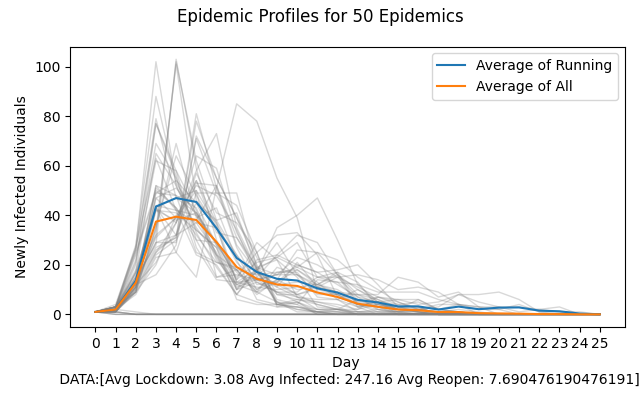 Epidemic Profiles for 50 Epidemics
Average of Running
Average of All
Newly Infected Individuals
100
80
60
40
20
0
0 1 2 3 4 5 6 7 8 9 10 11 12 13 14 15 16 17 18 19 20 21 22 23 24 25
Day
DATA:[Avg Lockdown: 3.08 Avg Infected: 247.16 Avg Reopen: 7.690476190476191]